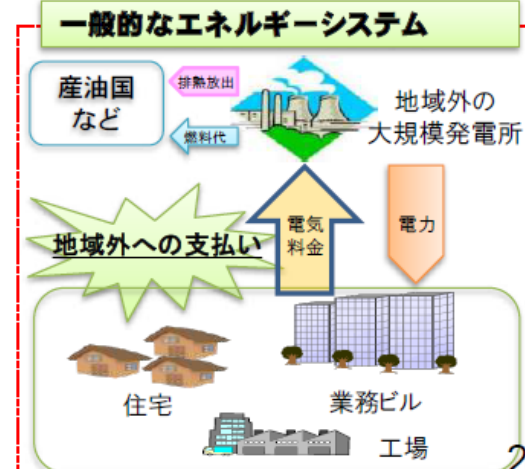 一般的なエネルギーシステム
産油国
など
排熱放出
燃料代
地域外の
大規模発電所
地域外への支払い
電気
料金
電力
住宅
業務ビル
工場
2